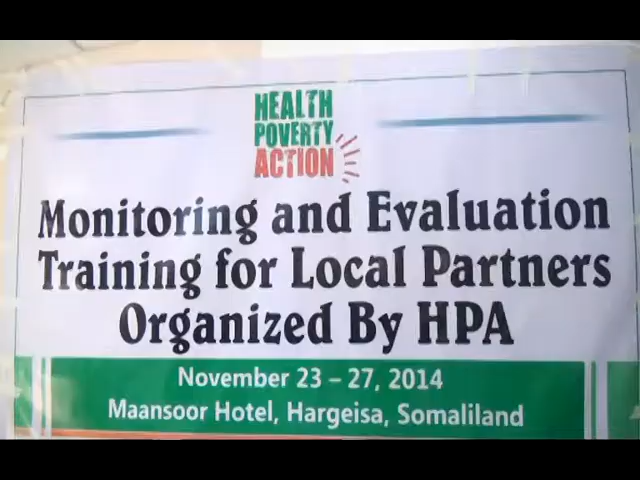 HEALTH
POVERTY
ACTION
Monitoring and Evaluation
Training for Local Partners
Organized By HPA
November 23 – 27, 2014
Maansoor Hotel, Hargeisa, Somaliland